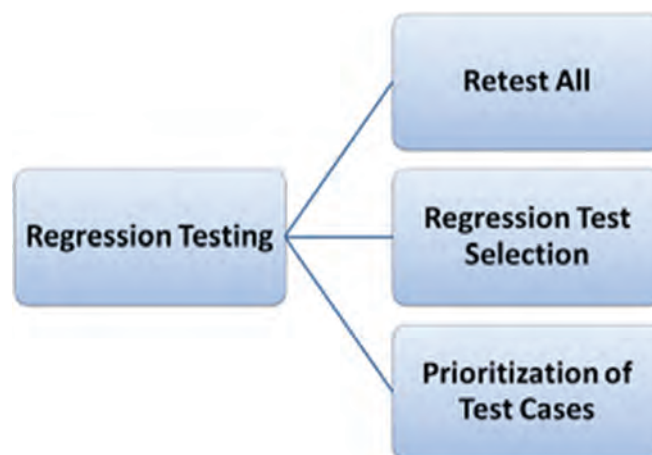 Retest All
Regression Testing
Regression Test
Selection
Prioritization of
Test Cases